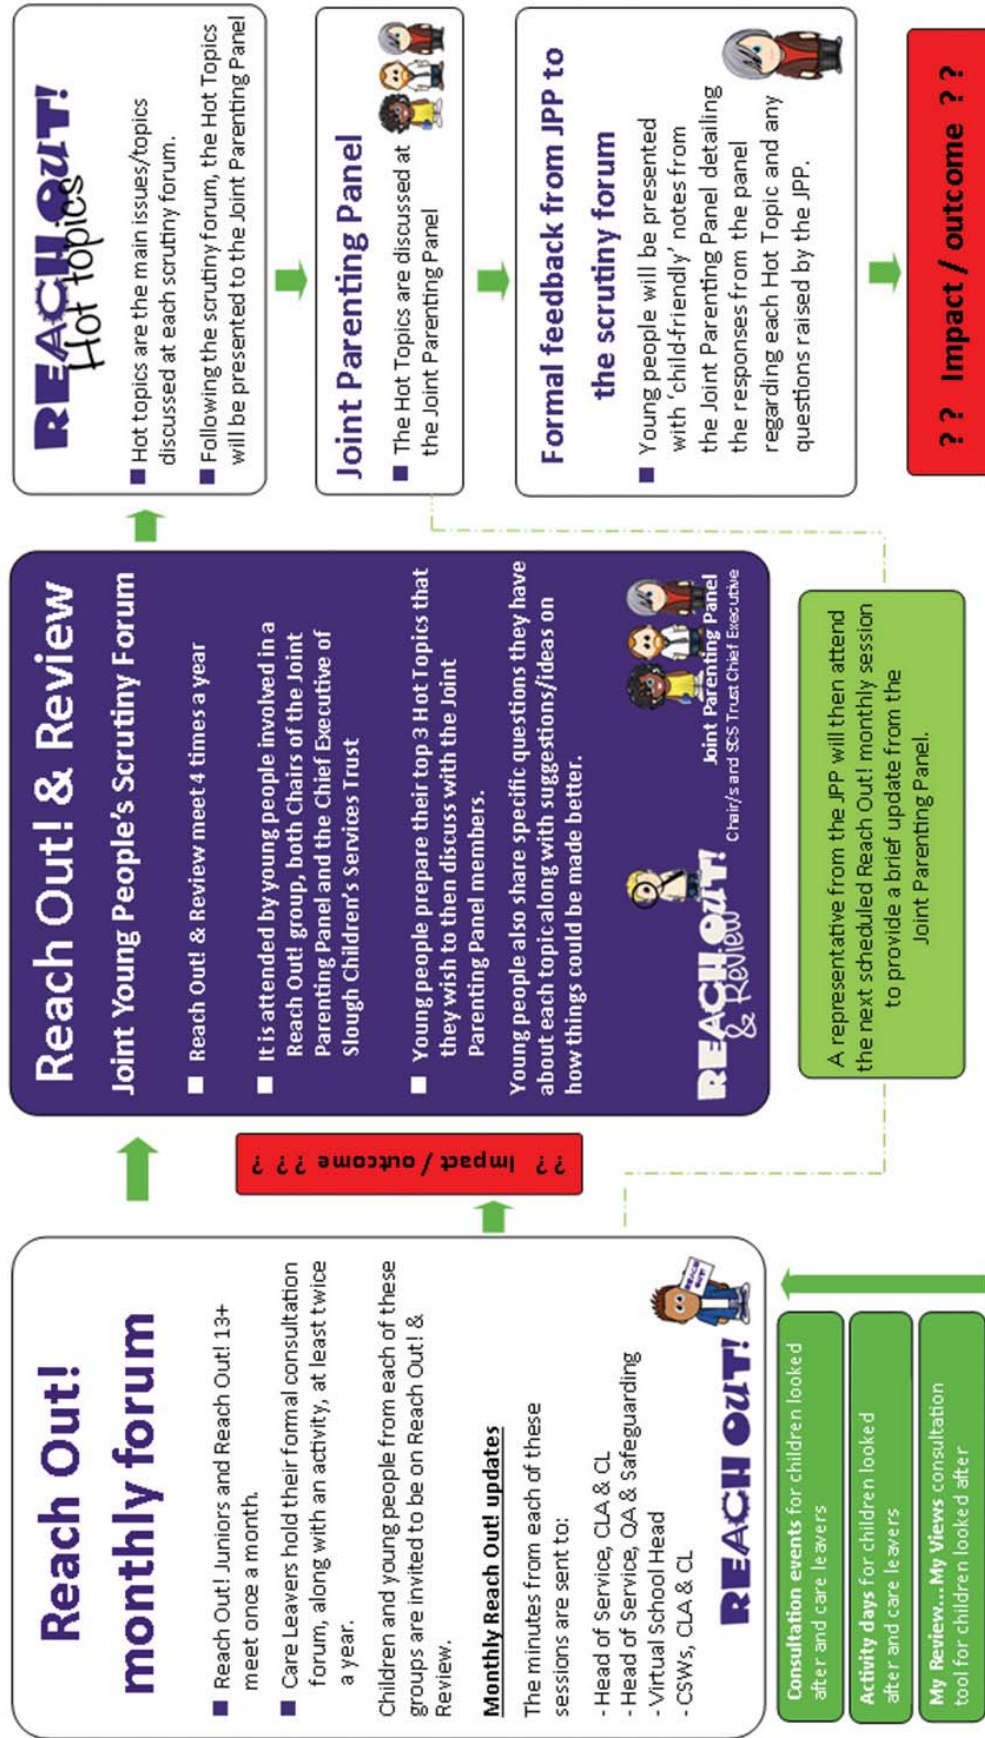 Reach Out!
monthly forum
■ Reach Out! Juniors and Reach Out! 13+
meet once a month.
■ Care Leavers hold their formal consultation
forum, along with an activity, at least twice
a year.
Children and young people from each of these
groups are invited to be on Reach Out! &
Review.
Monthly Reach Out! updates
The minutes from each of these
sessions are sent to:
- Head of Service, CLA & CL
- Head of Service, QA & Safeguarding
- Virtual School Head
- CSWs, CLA & CL
REACH OUT!
REACH OUT!
Consultation events for children looked
after and care leavers
Activity days for children looked
after and care leavers
My Review...My Views consultation
tool for children looked after
?? Impact / outcome ?? ?
Reach Out! & Review
Joint Young People's Scrutiny Forum
■ Reach Out! & Review meet 4 times a year
■ It is attended by young people involved in a
Reach Out! group, both Chairs of the Joint
Parenting Panel and the Chief Executive of
Slough Children's Services Trust
■ Young people prepare their top 3 Hot Topics that
they wish to then discuss with the Joint
Parenting Panel members.
Young people also share specific questions they have
about each topic along with suggestions/ideas on
how things could be made better.
REACH OUT!
& Review
Joint Parenting Panel
Chair/s and SCS Trust Chief Executive
A representative from the JPP will then attend
the next scheduled Reach Out! monthly session
to provide a brief update from the
Joint Parenting Panel.
REACH OUT!
Hot topics
■ Hot topics are the main issues/topics
discussed at each scrutiny forum.
■ Following the scrutiny forum, the Hot Topics
will be presented to the Joint Parenting Panel
Joint Parenting Panel
■ The Hot Topics are discussed at
the Joint Parenting Panel
Formal feedback from JPP to
the scrutiny forum
■ Young people will be presented
with 'child-friendly' notes from
the Joint Parenting Panel detailing
the responses from the panel
regarding each Hot Topic and any
questions raised by the JPP.
?? Impact / outcome ??